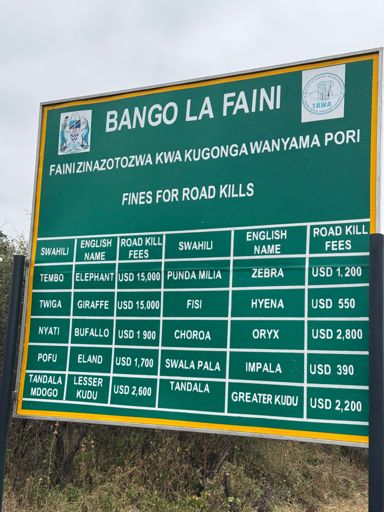 BANGO LA FAINI
TAWA
FAINI ZINAZOTOZWA KWA KUGONGA WANYAMA PORI
FINES FOR ROAD KILLS
SWAHILI ENGLISH NAME ROAD KILL FEES SWAHILI ENGLISH NAME ROAD KILL FEES
TEMBO ELEPHANT USD 15,000 PUNDA MILIA ZEBRA USD 1,200
TWIGA GIRAFFE USD 15,000 FISI HYENA USD 550
NYATI BUFALLO USD 1 900 CHOROA ORYX USD 2,800
POFU ELAND USD 1,700 SWALA PALA IMPALA USD 390
TANDALA MDOGO LESSER KUDU USD 2,600 TANDALA GREATER KUDU USD 2,200